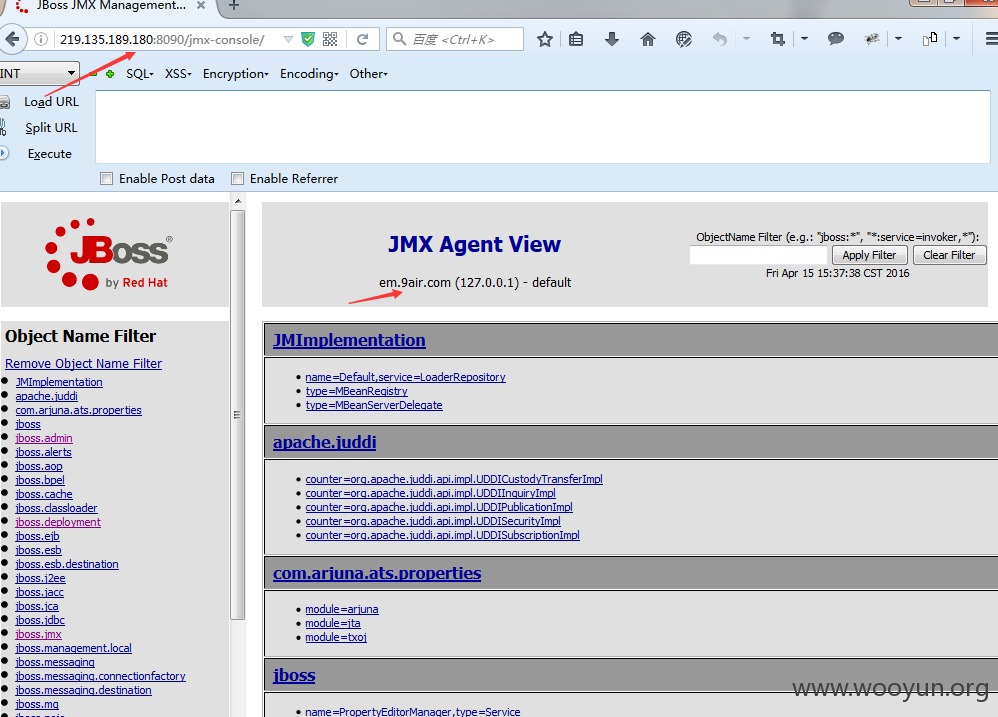 JBoss JMX Management...
219.135.189.180:8090/jmx-console/
百度 <Ctrl+K>
INT
SQL
XSS
Encryption
Encoding
Other
Load URL
Split URL
Execute
Enable Post data
Enable Referrer
JBoss
by Red Hat
JMX Agent View
em.9air.com (127.0.0.1) - default
ObjectName Filter (e.g.: "jboss:*", "*:service=invoker,*"):
Apply Filter
Clear Filter
Fri Apr 15 15:37:38 CST 2016
Object Name Filter
Remove Object Name Filter
JMImplementation
apache.juddi
com.arjuna.ats.properties
jboss
jboss.admin
jboss.alerts
jboss.aop
jboss.bpel
jboss.cache
jboss.classloader
jboss.deployment
jboss.ejb
jboss.esb
jboss.esb.destination
jboss.j2ee
jboss.jacc
jboss.jca
jboss.jdbc
jboss.jmx
jboss.management.local
jboss.messaging
jboss.messaging.connectionfactory
jboss.messaging.destination
jboss.mq
JMImplementation
name=Default,service=LoaderRepository
type=MBeanRegistry
type=MBeanServerDelegate
apache.juddi
counter=org.apache.juddi.api.impl.UDDICustodyTransferImpl
counter=org.apache.juddi.api.impl.UDDIInquiryImpl
counter=org.apache.juddi.api.impl.UDDIPublicationImpl
counter=org.apache.juddi.api.impl.UDDISecurityImpl
counter=org.apache.juddi.api.impl.UDDISubscriptionImpl
com.arjuna.ats.properties
module=arjuna
module=jta
module=txoj
jboss
name=PropertyEditorManager,type=Service
www.wooyun.org